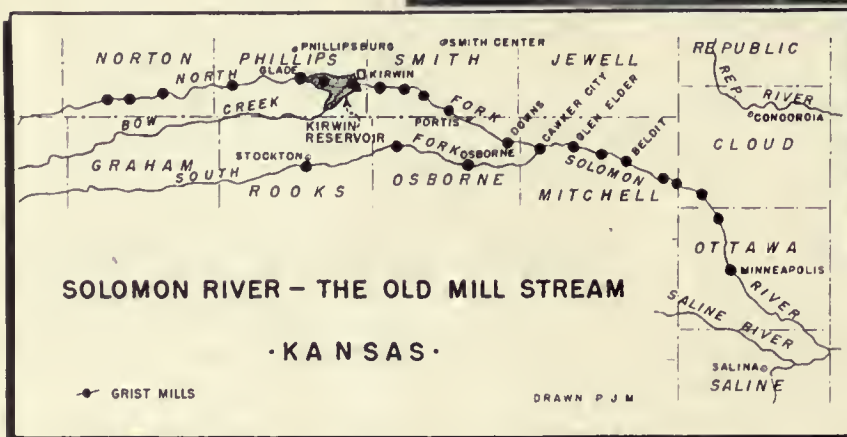 NORTON PHILLIPS SMITH JEWELL REPUBLIC
PHILLIPSBURG
SMITH CENTER
GLADE
KIRWIN
NORTH FORK
BOW CREEK
KIRWIN
RESERVOIR
PORTIS
DOWNS
CAWKER CITY
GLEN ELDER
BELOIT
REP. RIVER
CONDORDIA
CLOUD
GRAHAM
STOCKTON
SOUTH FORK
OSBORNE
SOLOMON
ROOKS OSBORNE MITCHELL
OTTAWA
MINNEAPOLIS
RIVER
SOLOMON RIVER – THE OLD MILL STREAM
SALINE RIVER
·KANSAS·
SALINA
SALINE
GRIST MILLS
DRAWN P J M